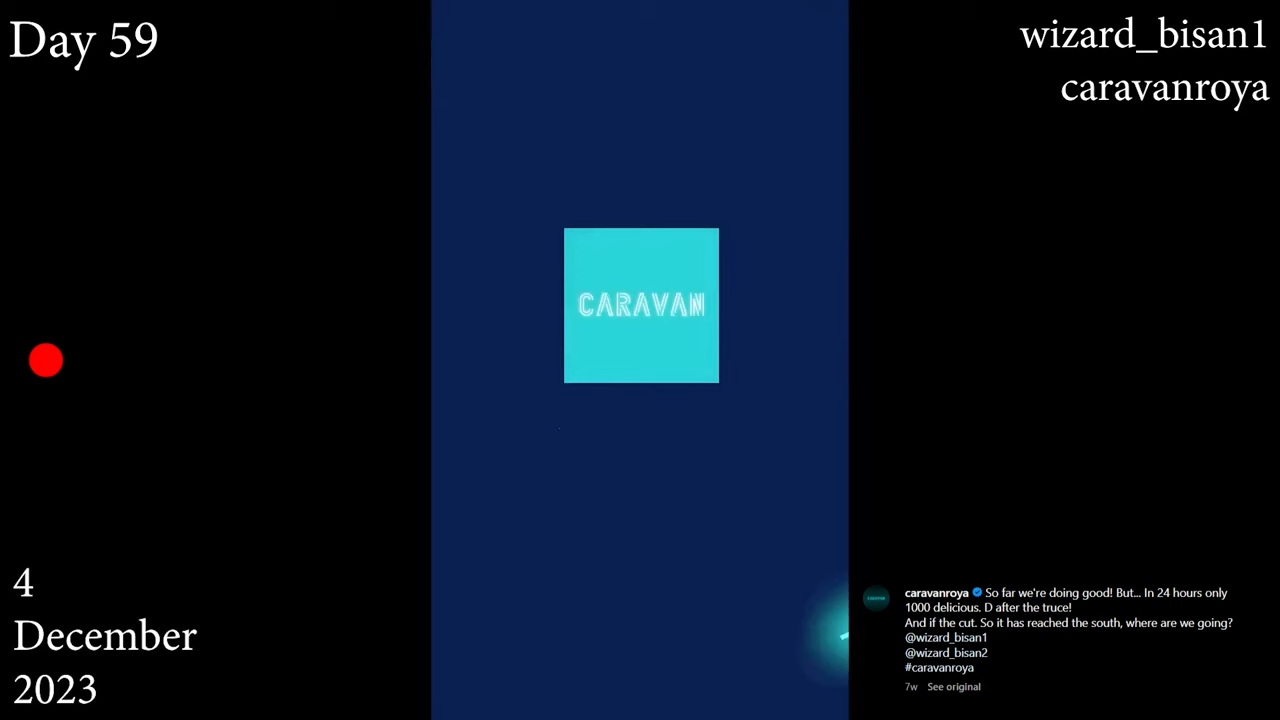 Day 59
wizard_bisan1
caravanroya
CARAVAN
4
December
2023
caravanroya So far we're doing good! But... In 24 hours only
1000 delicious. D after the truce!
And if the cut. So it has reached the south, where are we going?
@wizard_bisan1
@wizard_bisan2
#caravanroya
7w See original